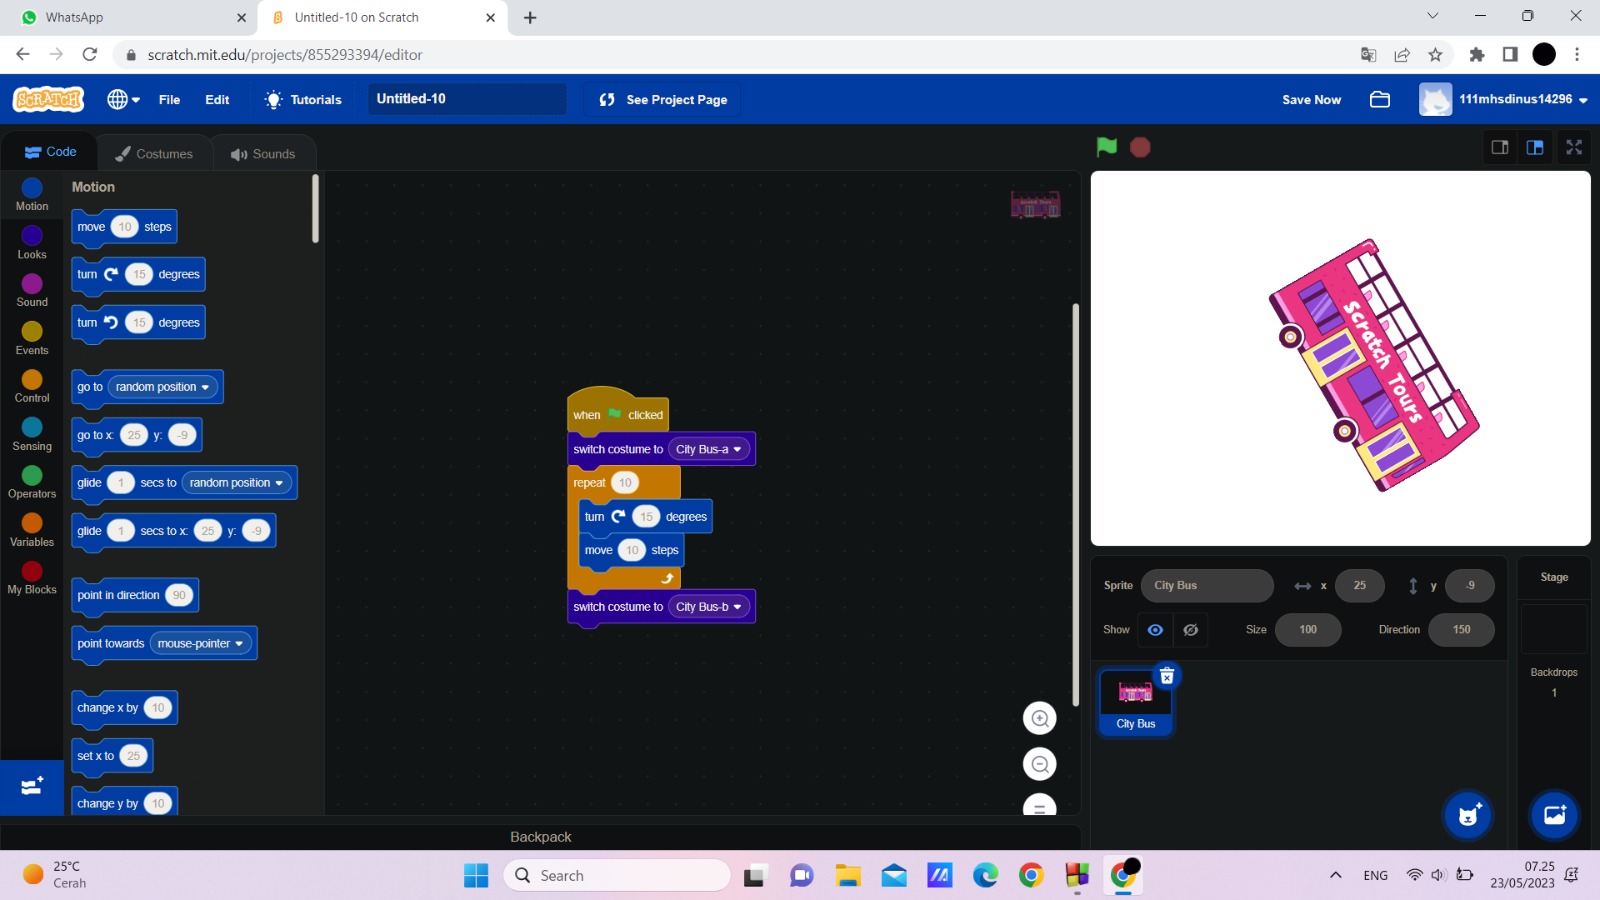 WhatsApp
Untitled-10 on Scratch
scratch.mit.edu/projects/855293394/editor
SCRATCH
File
Edit
Tutorials
Untitled-10
See Project Page
Save Now
111mhsdinus14296
Code
Costumes
Sounds
Motion
Looks
Sound
Events
Control
Sensing
Operators
Variables
My Blocks
Motion
move 10 steps
turn 15 degrees
turn 15 degrees
go to random position
go to x: 25 y: -9
glide 1 secs to random position
glide 1 secs to x: 25 y: -9
point in direction 90
point towards mouse-pointer
change x by 10
set x to 25
change y by 10
when clicked
switch costume to City Bus-a
repeat 10
turn 15 degrees
move 10 steps
switch costume to City Bus-b
Scratch Tours
Sprite City Bus x 25 y -9
Show Size 100 Direction 150
City Bus
Stage
Backdrops
1
Backpack
25°C
Cerah
Search
ENG
07.25
23/05/2023